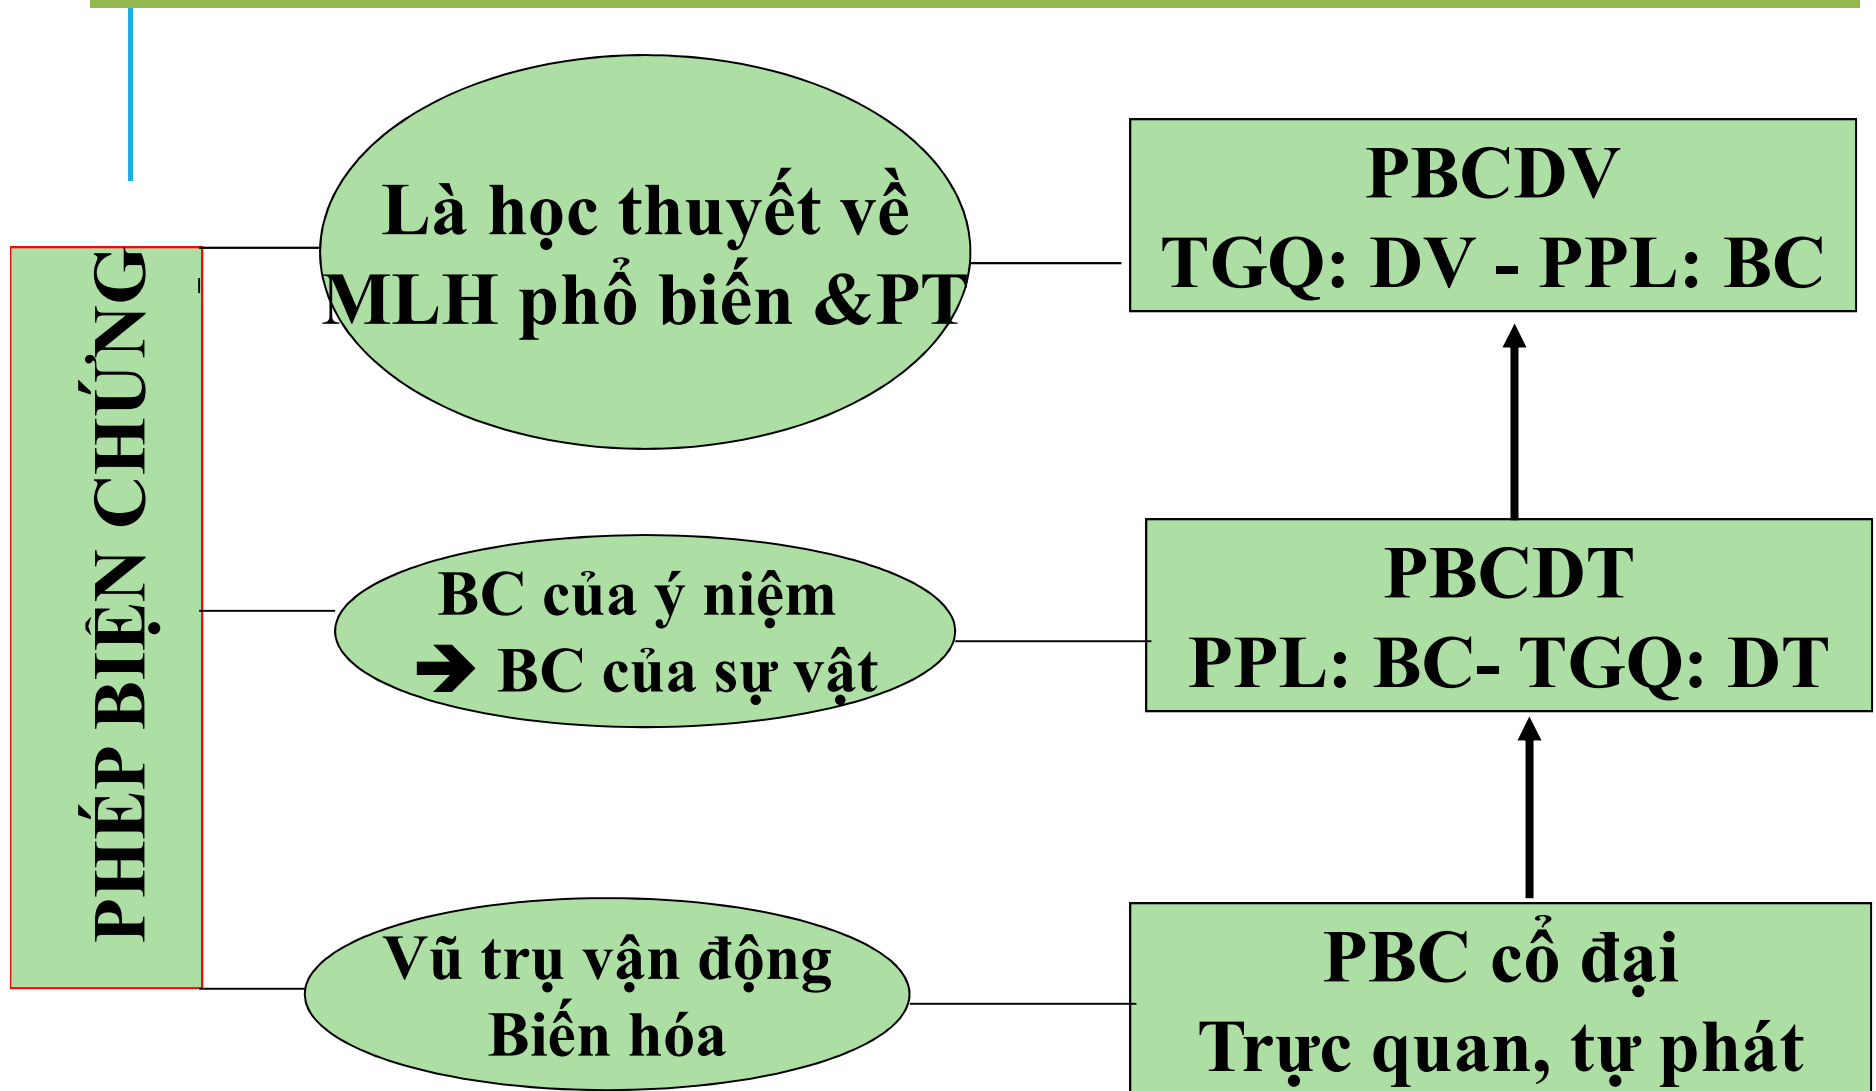 PHÉP BIỆN CHỨNG
Là học thuyết về
MLH phổ biến &PT
PBCDV
TGQ: DV - PPL: BC
BC của ý niệm
➔ BC của sự vật
PBCDT
PPL: BC- TGQ: DT
Vũ trụ vận động
Biến hóa
PBC cổ đại
Trực quan, tự phát